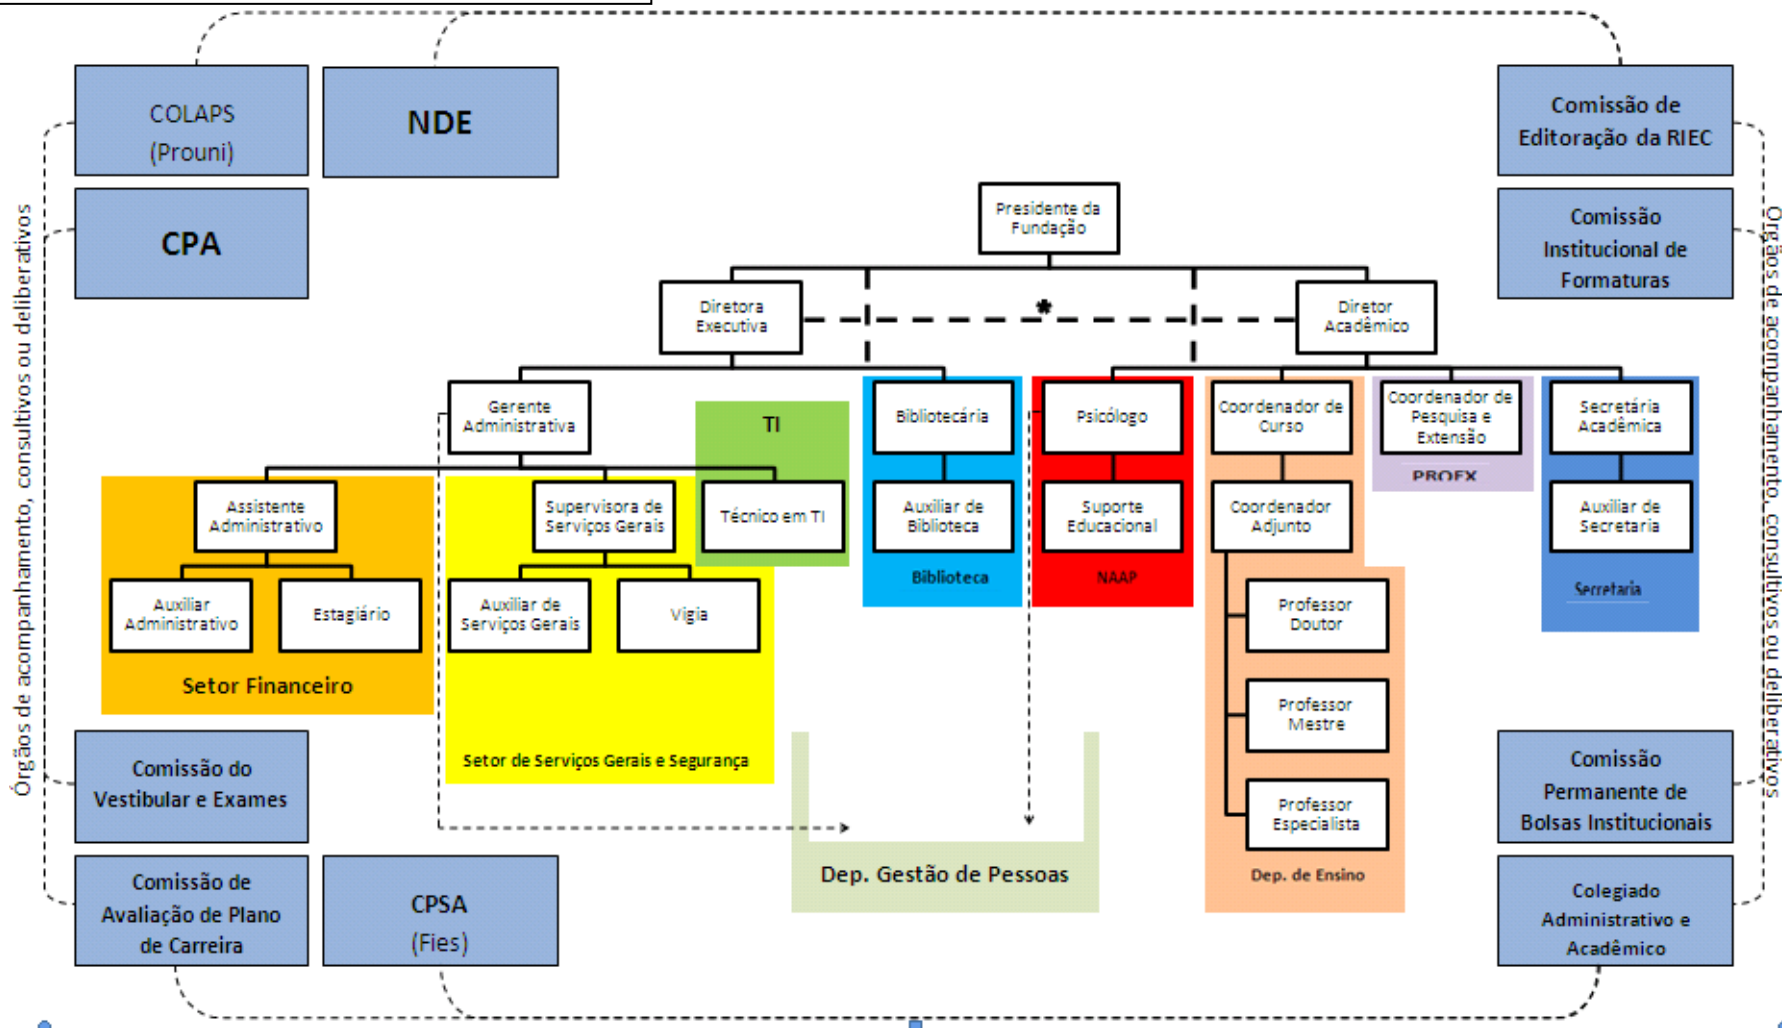 COLAPS
(Prouni)
NDE
Comissão de
Editoração da RIEC
CPA
Comissão
Institucional de
Formaturas
Órgãos de acompanhamento, consultivos ou deliberativos
Órgãos de acompanhamento, consultivos ou deliberativos
Presidente da
Fundação
Diretora
Executiva
*
Diretor
Acadêmico
Gerente
Administrativa
TI
Bibliotecária
Psicólogo
Coordenador de
Curso
Coordenador de
Pesquisa e
Extensão
PROEX
Secretária
Acadêmica
Assistente
Administrativo
Supervisora de
Serviços Gerais
Técnico em TI
Auxiliar de
Biblioteca
Suporte
Educacional
Coordenador
Adjunto
Auxiliar de
Secretaria
Biblioteca
NAAP
Secretaria
Auxiliar
Administrativo
Estagiário
Auxiliar de
Serviços Gerais
Vigia
Professor
Doutor
Setor Financeiro
Professor
Mestre
Setor de Serviços Gerais e Segurança
Professor
Especialista
Comissão do
Vestibular e Exames
Comissão
Permanente de
Bolsas Institucionais
Dep. Gestão de Pessoas
Dep. de Ensino
Comissão de
Avaliação de Plano
de Carreira
CPSA
(Fies)
Colegiado
Administrativo e
Acadêmico